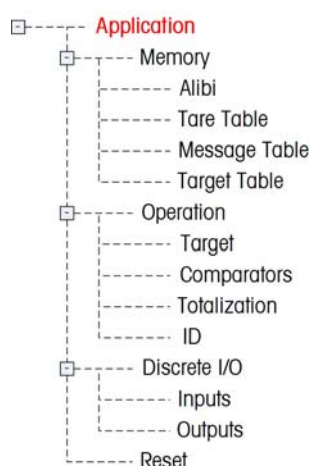 Application
Memory
Alibi
Tare Table
Message Table
Target Table
Operation
Target
Comparators
Totalization
ID
Discrete I/O
Inputs
Outputs
Reset